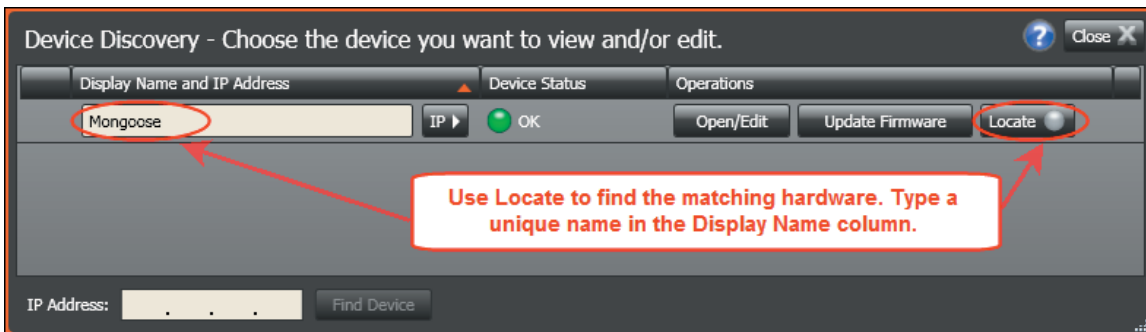 Device Discovery - Choose the device you want to view and/or edit.
? Close X
Display Name and IP Address Device Status Operations
Mongoose IP OK Open/Edit Update Firmware Locate
Use Locate to find the matching hardware. Type a
unique name in the Display Name column.
IP Address: . . . Find Device